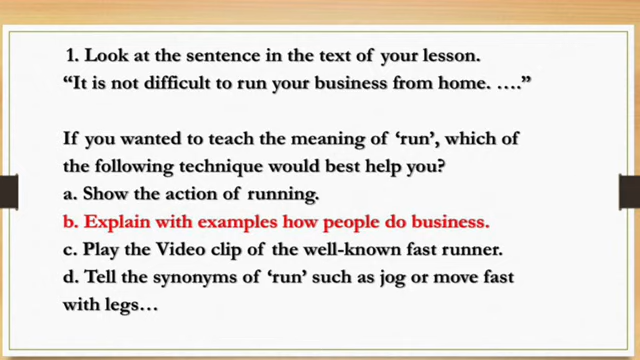 1. Look at the sentence in the text of your lesson.
“It is not difficult to run your business from home. ….”
If you wanted to teach the meaning of ‘run’, which of
the following technique would best help you?
a. Show the action of running.
b. Explain with examples how people do business.
c. Play the Video clip of the well-known fast runner.
d. Tell the synonyms of ‘run’ such as jog or move fast
with legs…